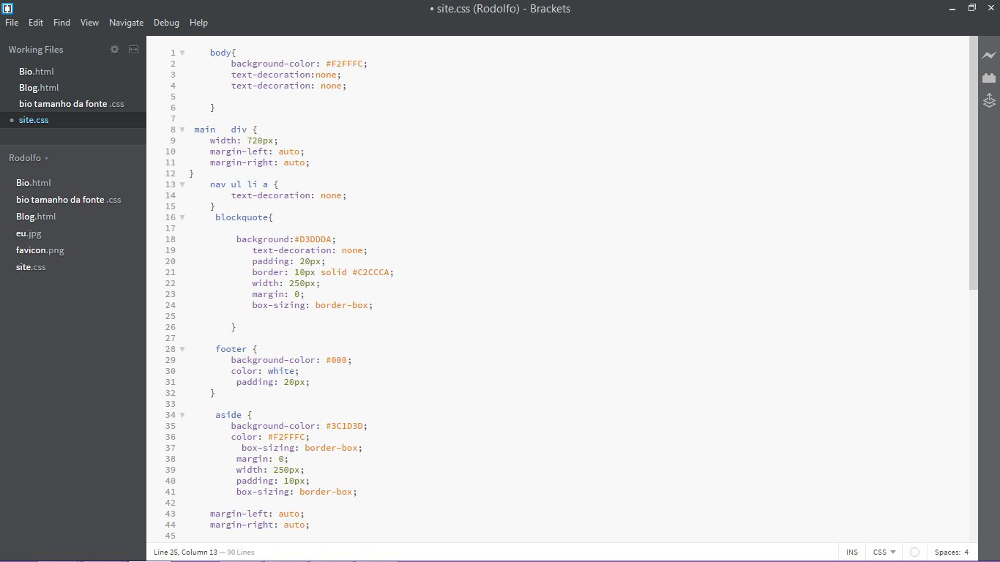 • site.css (Rodolfo) - Brackets
File Edit Find View Navigate Debug Help
Working Files
Bio.html
Blog.html
bio tamanho da fonte .css
• site.css
Rodolfo
Bio.html
bio tamanho da fonte .css
Blog.html
eu.jpg
favicon.png
site.css
1 body{
2 background-color: #F2FFFC;
3 text-decoration:none;
4 text-decoration: none;
5
6 }
7
8 main div {
9 width: 720px;
10 margin-left: auto;
11 margin-right: auto;
12 }
13 nav ul li a {
14 text-decoration: none;
15 }
16 blockquote{
17
18 background:#D3DDDA;
19 text-decoration: none;
20 padding: 20px;
21 border: 10px solid #C2CCCA;
22 width: 250px;
23 margin: 0;
24 box-sizing: border-box;
25
26 }
27
28 footer {
29 background-color: #000;
30 color: white;
31 padding: 20px;
32 }
33
34 aside {
35 background-color: #3C1D3D;
36 color: #F2FFFC;
37 box-sizing: border-box;
38 margin: 0;
39 width: 250px;
40 padding: 10px;
41 box-sizing: border-box;
42
43 margin-left: auto;
44 margin-right: auto;
45
Line 25, Column 13 — 90 Lines
INS CSS Spaces: 4